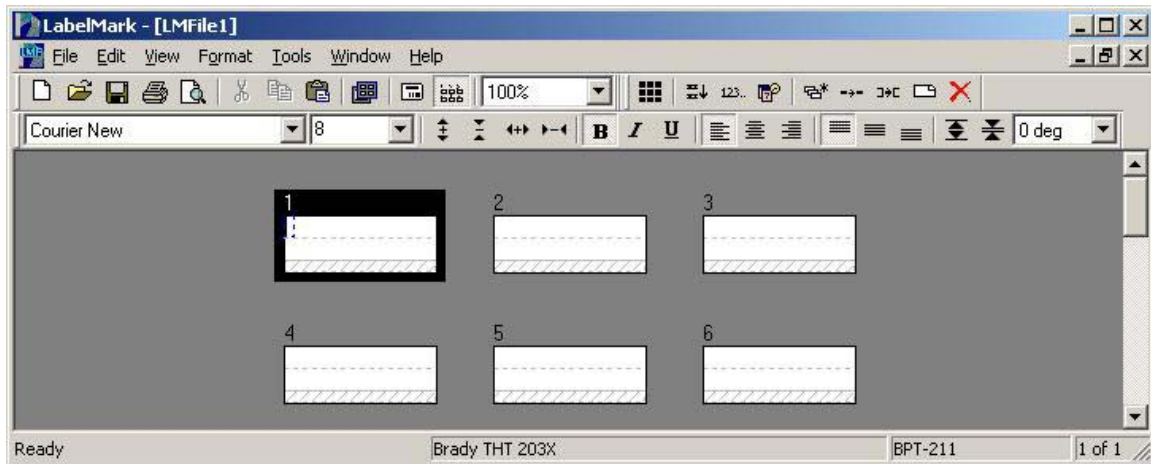 LabelMark - [LMFile1]
File Edit View Format Tools Window Help
100% 123..
Courier New 8 B I U 0 deg
1 2 3
4 5 6
Ready Brady THT 203X BPT-211 1 of 1